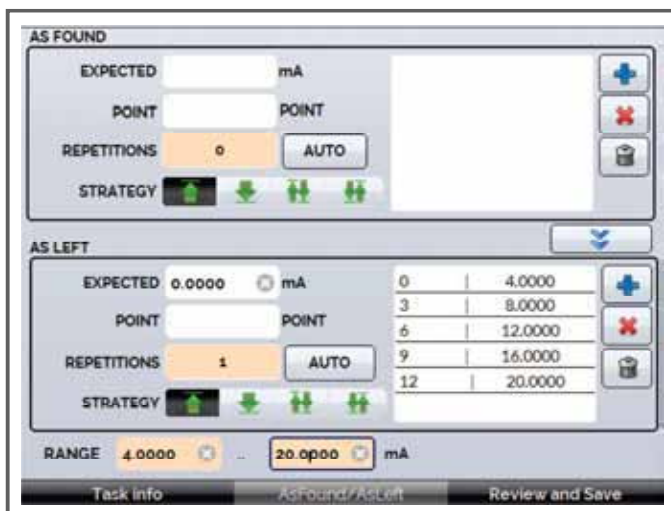 AS FOUND
EXPECTED mA
POINT POINT
REPETITIONS 0 AUTO
STRATEGY
AS LEFT
EXPECTED 0.0000 mA
POINT POINT
REPETITIONS 1 AUTO
STRATEGY
0 | 4.0000
3 | 8.0000
6 | 12.0000
9 | 16.0000
12 | 20.0000
RANGE 4.0000 .. 20.0000 mA
Task info AsFound/AsLeft Review and Save